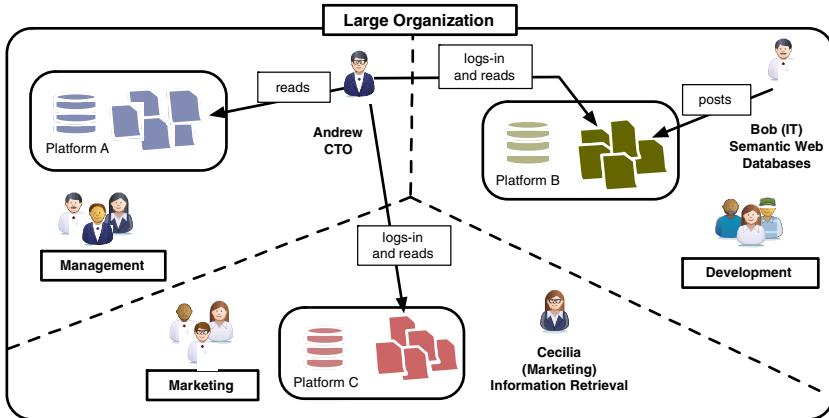 Large Organization
logs-in
and reads
reads
posts
Andrew
CTO
Platform A
Bob (IT)
Semantic Web
Databases
Platform B
logs-in
and reads
Management
Development
Cecilia
(Marketing)
Information Retrieval
Platform C
Marketing